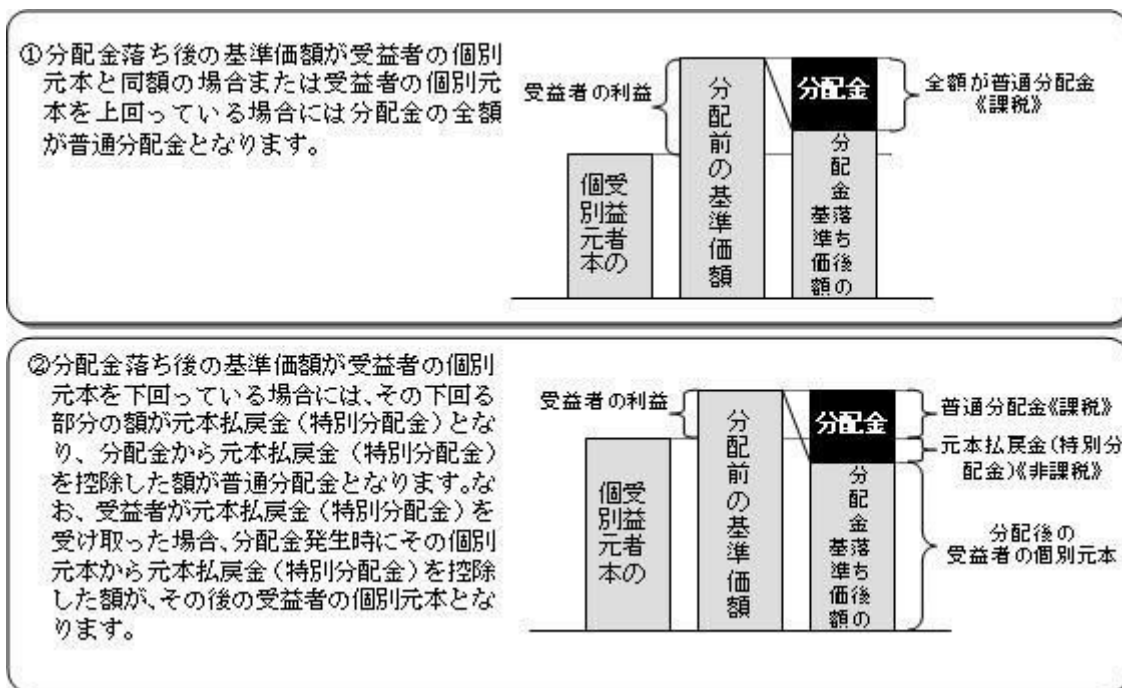 ①分配金落ち後の基準価額が受益者の個別
元本と同額の場合または受益者の個別元
本を上回っている場合には分配金の全額
が普通分配金となります。
受益者の利益
受益者の
個別元本
分配前の基準価額
分配金
分配金落ち後の
基準価額
全額が普通分配金
《課税》
②分配金落ち後の基準価額が受益者の個別
元本を下回っている場合には、その下回る
部分の額が元本払戻金(特別分配金)とな
り、分配金から元本払戻金(特別分配金)
を控除した額が普通分配金となります。な
お、受益者が元本払戻金(特別分配金)を
受け取った場合、分配金発生時にその個別
元本から元本払戻金(特別分配金)を控除
した額が、その後の受益者の個別元本とな
ります。
受益者の利益
受益者の
個別元本
分配前の基準価額
分配金
分配金落ち後の
基準価額
普通分配金《課税》
元本払戻金(特別分
配金)《非課税》
分配後の
受益者の個別元本